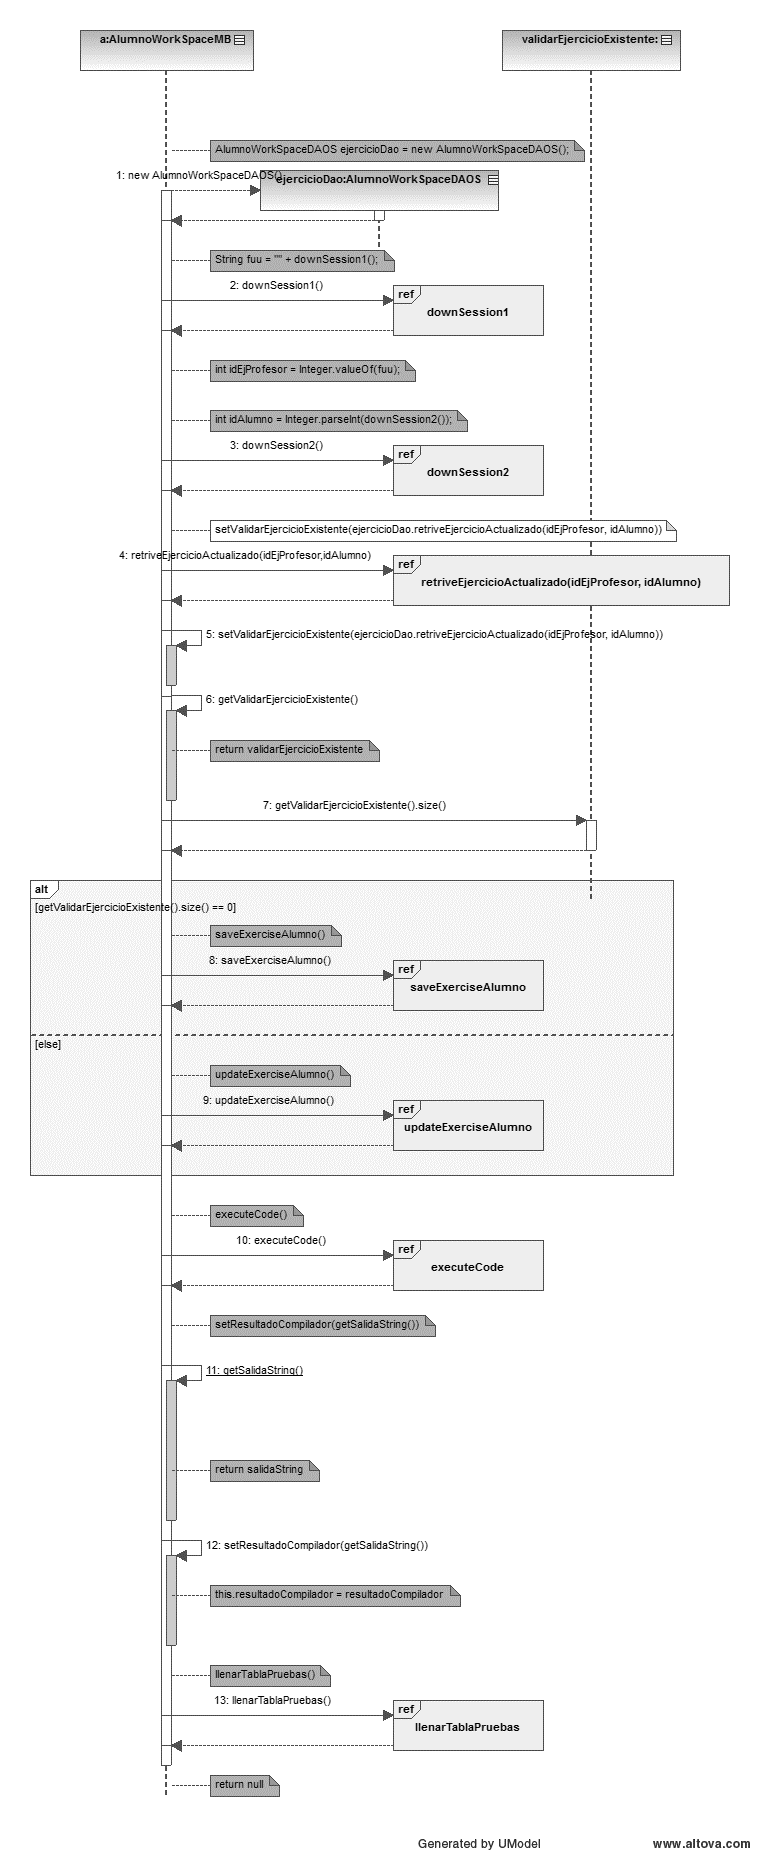 a:AlumnoWorkSpaceMB
validarEjercicioExistente:
AlumnoWorkSpaceDAOS ejercicioDao = new AlumnoWorkSpaceDAOS();
1: new AlumnoWorkSpaceDAOS()
ejercicioDao:AlumnoWorkSpaceDAOS
String fuu = "" + downSession1();
2: downSession1()
ref
downSession1
int idEjProfesor = Integer.valueOf(fuu);
int idAlumno = Integer.parseInt(downSession2());
3: downSession2()
ref
downSession2
setValidarEjercicioExistente(ejercicioDao.retriveEjercicioActualizado(idEjProfesor, idAlumno))
4: retriveEjercicioActualizado(idEjProfesor,idAlumno)
ref
retriveEjercicioActualizado(idEjProfesor, idAlumno)
5: setValidarEjercicioExistente(ejercicioDao.retriveEjercicioActualizado(idEjProfesor, idAlumno))
6: getValidarEjercicioExistente()
return validarEjercicioExistente
7: getValidarEjercicioExistente().size()
alt
[getValidarEjercicioExistente().size() == 0]
saveExerciseAlumno()
8: saveExerciseAlumno()
ref
saveExerciseAlumno
[else]
updateExerciseAlumno()
9: updateExerciseAlumno()
ref
updateExerciseAlumno
executeCode()
10: executeCode()
ref
executeCode
setResultadoCompilador(getSalidaString())
11: getSalidaString()
return salidaString
12: setResultadoCompilador(getSalidaString())
this.resultadoCompilador = resultadoCompilador
llenarTablaPruebas()
13: llenarTablaPruebas()
ref
llenarTablaPruebas
return null
Generated by UModel
www.altova.com